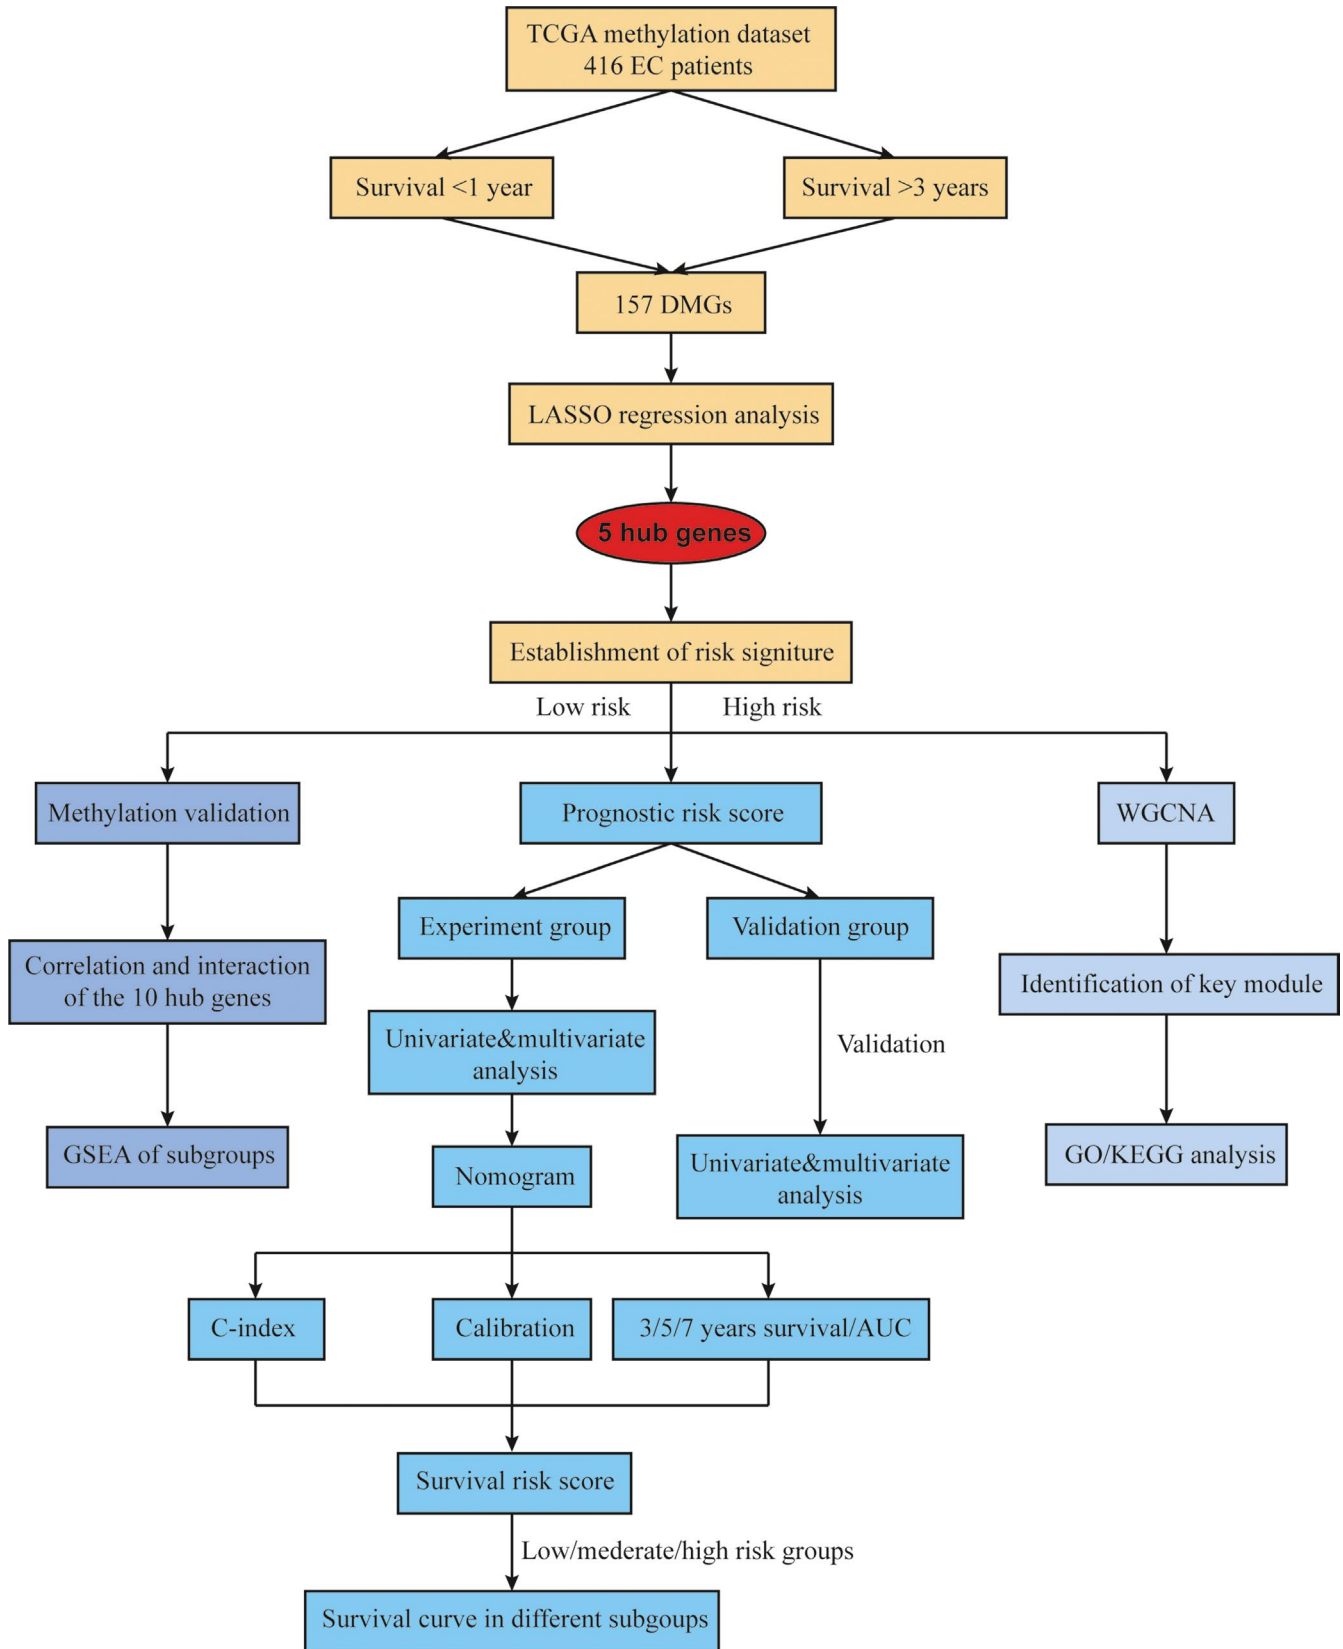 TCGA methylation dataset
416 EC patients
Survival <1 year
Survival >3 years
157 DMGs
LASSO regression analysis
5 hub genes
Establishment of risk signiture
Low risk
High risk
Methylation validation
Prognostic risk score
WGCNA
Experiment group
Validation group
Correlation and interaction
of the 10 hub genes
Identification of key module
Univariate&multivariate
analysis
Validation
GSEA of subgroups
Nomogram
Univariate&multivariate
analysis
GO/KEGG analysis
C-index
Calibration
3/5/7 years survival/AUC
Survival risk score
Low/mederate/high risk groups
Survival curve in different subgoups